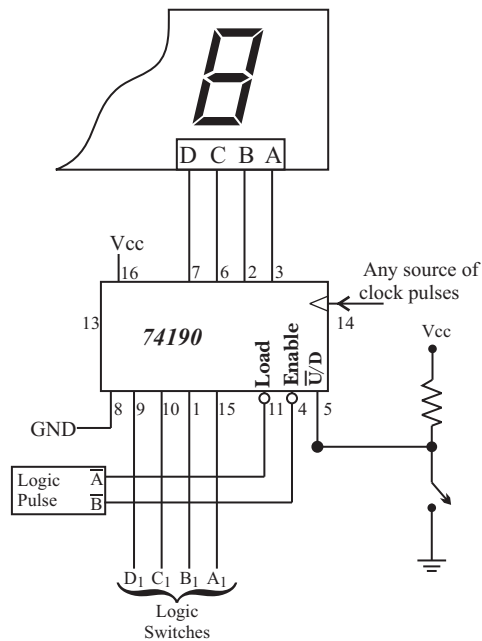 D C B A
Vcc
16 7 6 2 3
Any source of
clock pulses
13
74190
14
Load
Enable
U̅/D
Vcc
8 9 10 1 15 11 4 5
GND
Logic
Pulse
A̅
B̅
D1 C1 B1 A1
Logic
Switches